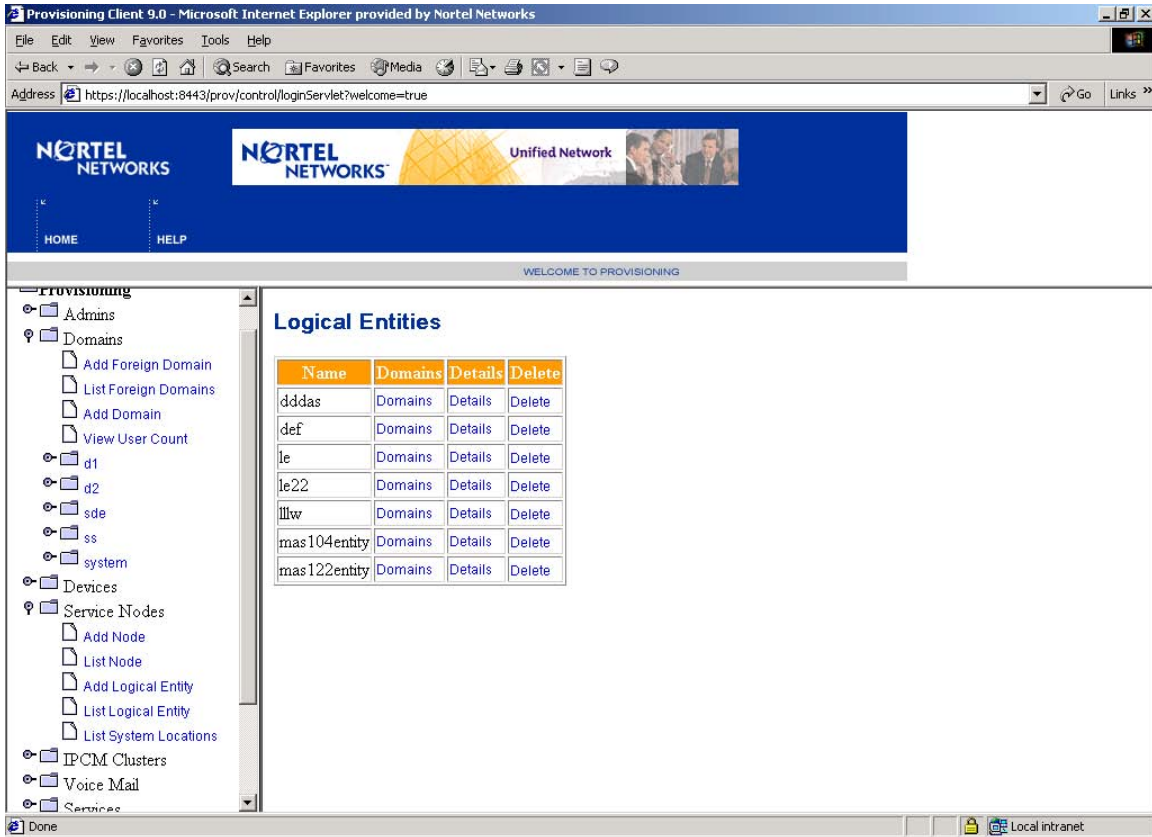 Provisioning Client 9.0 - Microsoft Internet Explorer provided by Nortel Networks
File Edit View Favorites Tools Help
Back Search Favorites Media
Address https://localhost:8443/prov/control/loginServlet?welcome=true Go Links »
NORTEL NETWORKS
NORTEL NETWORKS Unified Network
HOME HELP
WELCOME TO PROVISIONING
Provisioning
Admins
Domains
Add Foreign Domain
List Foreign Domains
Add Domain
View User Count
d1
d2
sde
ss
system
Devices
Service Nodes
Add Node
List Node
Add Logical Entity
List Logical Entity
List System Locations
IPCM Clusters
Voice Mail
Services
Logical Entities
Name Domains Details Delete
dddas Domains Details Delete
def Domains Details Delete
le Domains Details Delete
le22 Domains Details Delete
lllw Domains Details Delete
mas104entity Domains Details Delete
mas122entity Domains Details Delete
Done Local intranet